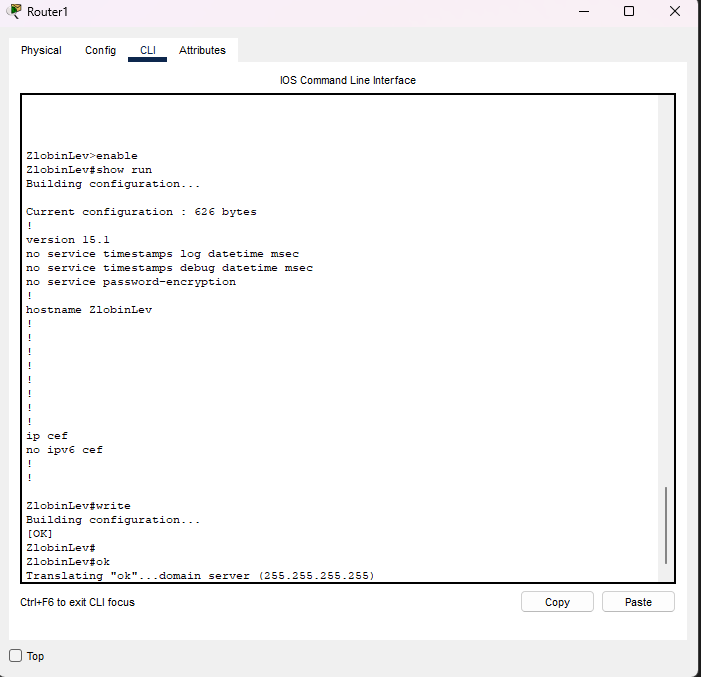 Router1
Physical Config CLI Attributes
IOS Command Line Interface
ZlobinLev>enable
ZlobinLev#show run
Building configuration...
Current configuration : 626 bytes
!
version 15.1
no service timestamps log datetime msec
no service timestamps debug datetime msec
no service password-encryption
!
hostname ZlobinLev
!
!
!
!
!
!
!
!
ip cef
no ipv6 cef
!
!
ZlobinLev#write
Building configuration...
[OK]
ZlobinLev#
ZlobinLev#ok
Translating "ok"...domain server (255.255.255.255)
Ctrl+F6 to exit CLI focus
Copy Paste
Top